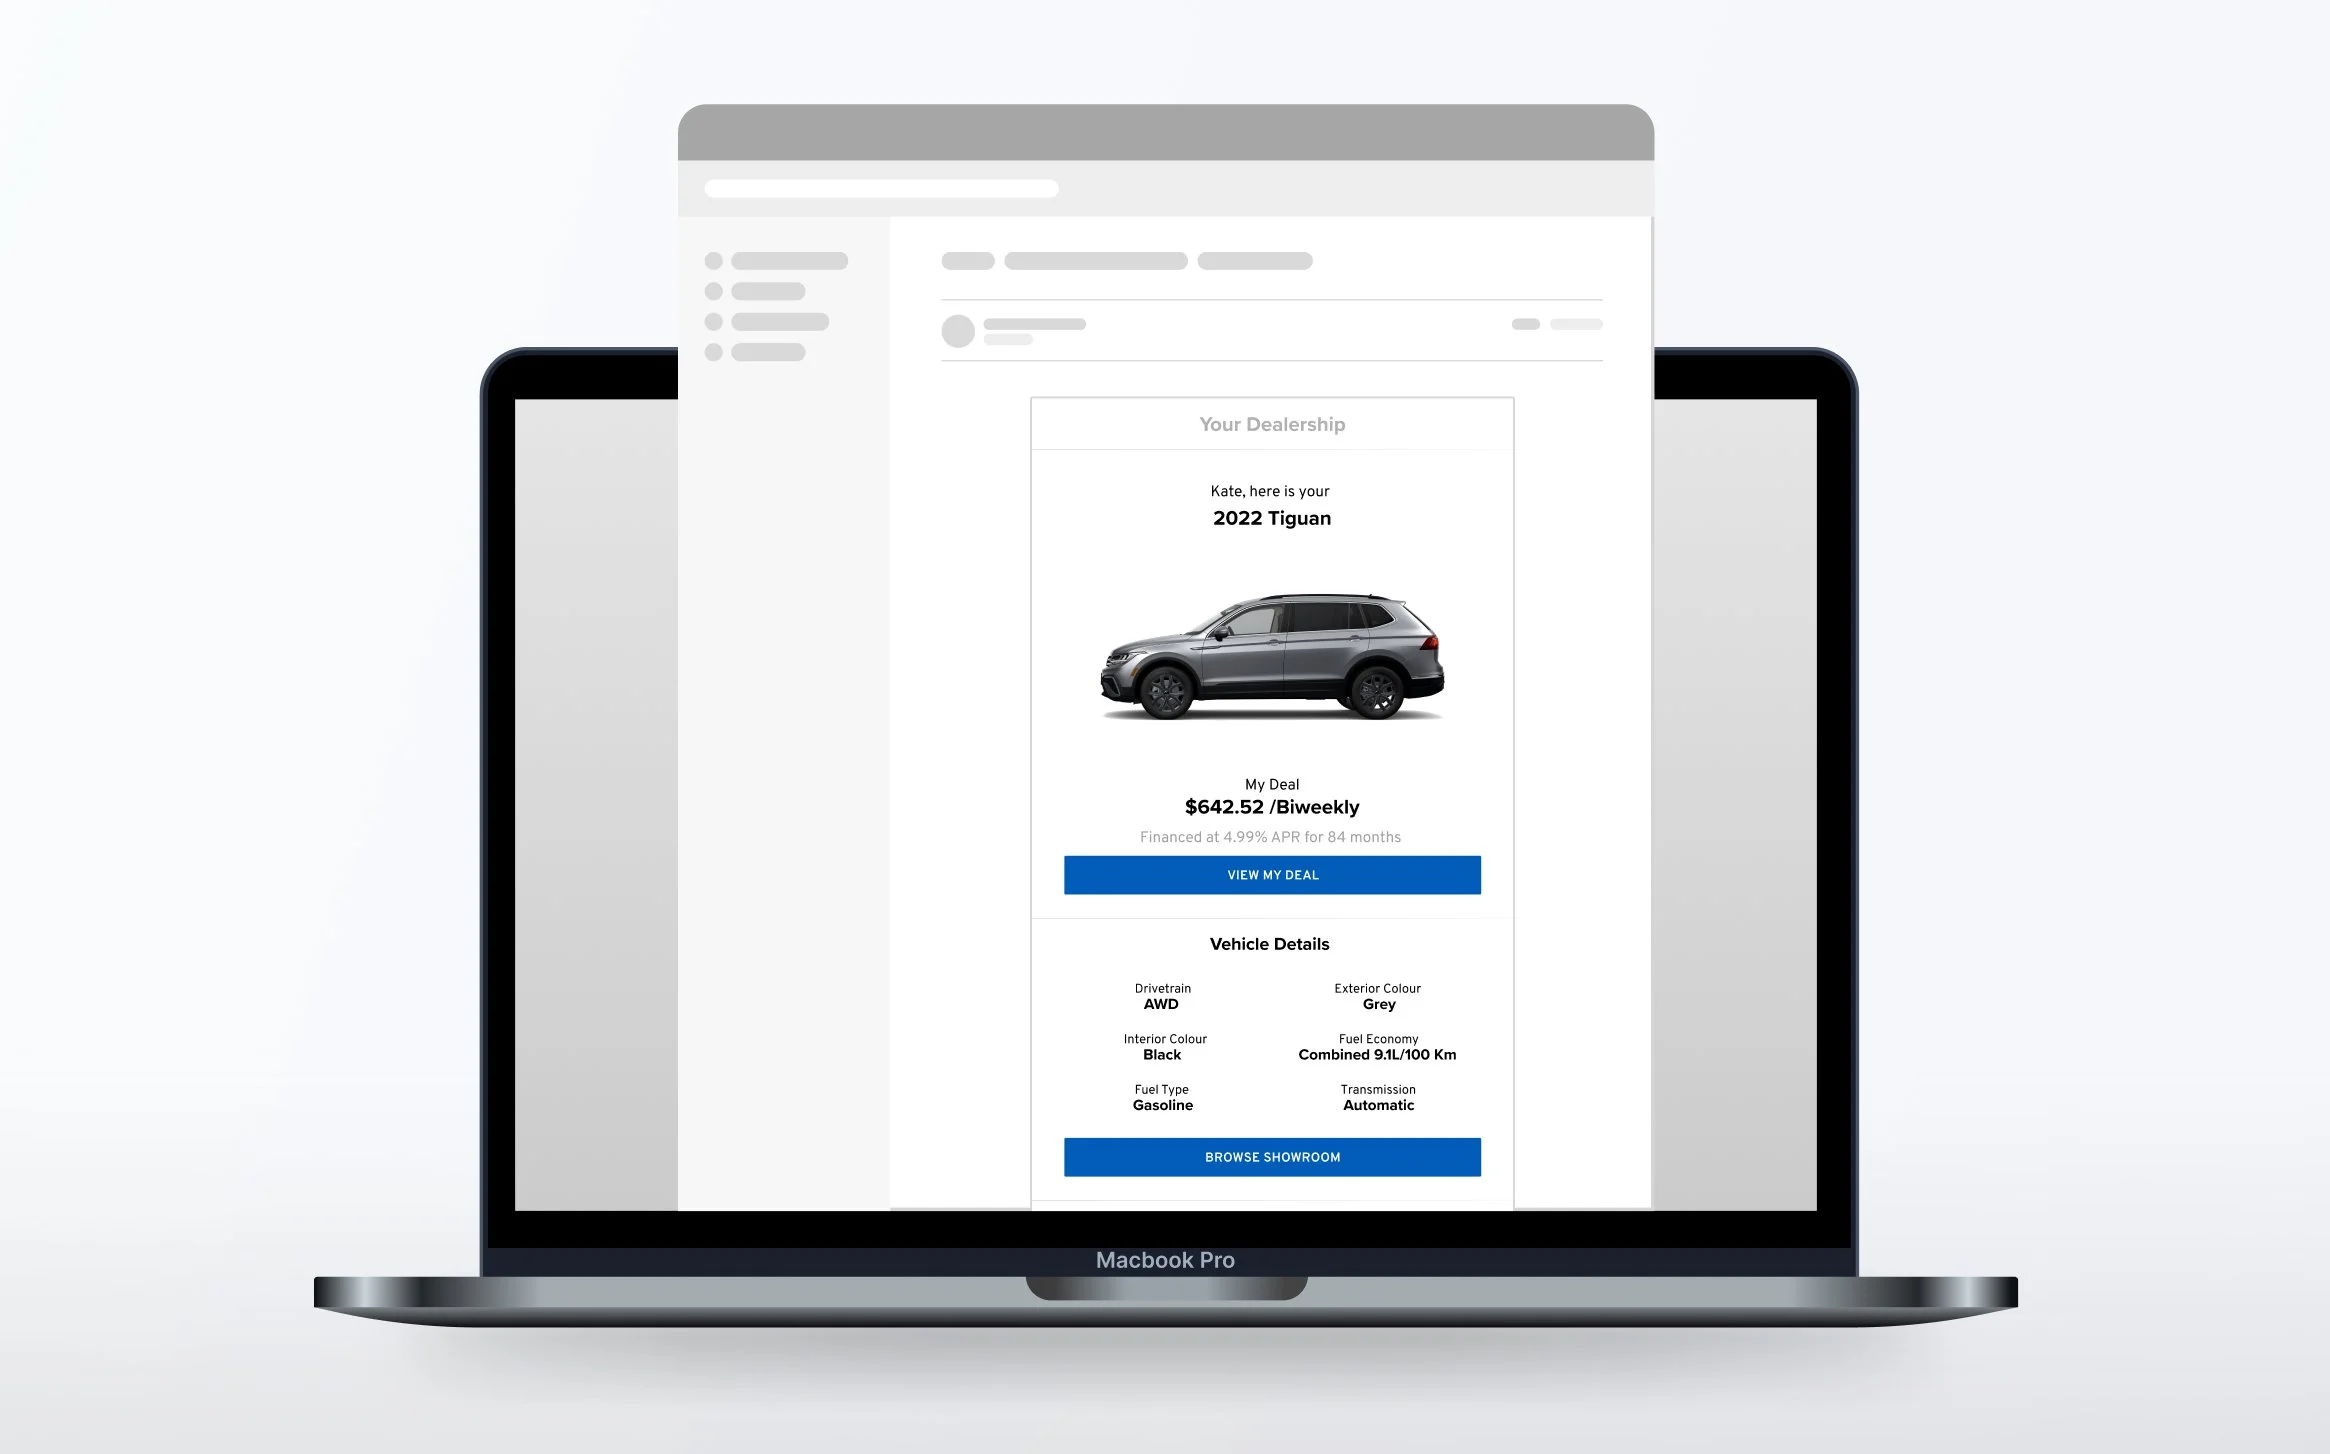 Your Dealership
Kate, here is your
2022 Tiguan
My Deal
$642.52 /Biweekly
Financed at 4.99% APR for 84 months
VIEW MY DEAL
Vehicle Details
Drivetrain
AWD
Exterior Colour
Grey
Interior Colour
Black
Fuel Economy
Combined 9.1L/100 Km
Fuel Type
Gasoline
Transmission
Automatic
BROWSE SHOWROOM
Macbook Pro